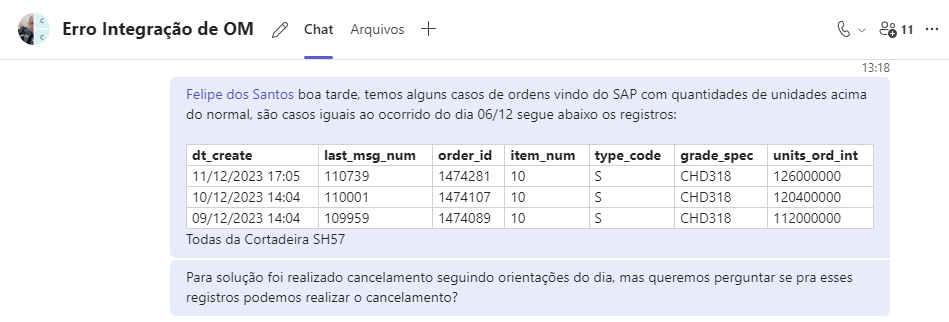 Erro Integração de OM Chat Arquivos 11
13:18
Felipe dos Santos boa tarde, temos alguns casos de ordens vindo do SAP com quantidades de unidades acima
do normal, são casos iguais ao ocorrido do dia 06/12 segue abaixo os registros:
dt_create last_msg_num order_id item_num type_code grade_spec units_ord_int
11/12/2023 17:05 110739 1474281 10 S CHD318 126000000
10/12/2023 14:04 110001 1474107 10 S CHD318 120400000
09/12/2023 14:04 109959 1474089 10 S CHD318 112000000
Todas da Cortadeira SH57
Para solução foi realizado cancelamento seguindo orientações do dia, mas queremos perguntar se pra esses
registros podemos realizar o cancelamento?